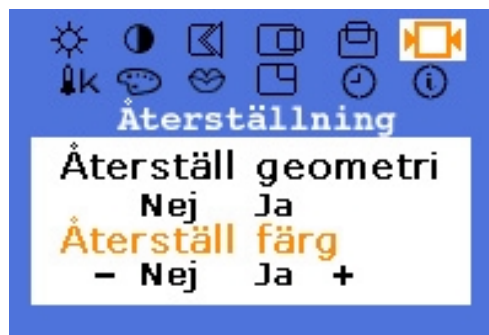 K
Återställning
Återställ geometri
Nej Ja
Återställ färg
- Nej Ja +